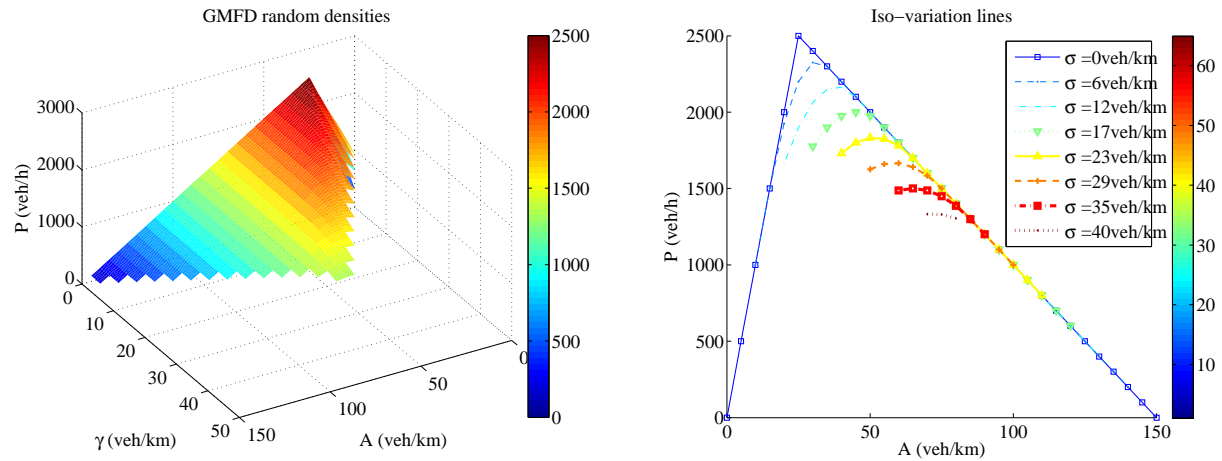 GMFD random densities
P (veh/h)
3000
2000
1000
0
0
10
20
30
40
50
γ (veh/km)
150
100
50
0
A (veh/km)
2500
2000
1500
1000
500
0
Iso−variation lines
P (veh/h)
2500
2000
1500
1000
500
0
0
50
100
150
A (veh/km)
σ =0veh/km
σ =6veh/km
σ =12veh/km
σ =17veh/km
σ =23veh/km
σ =29veh/km
σ =35veh/km
σ =40veh/km
60
50
40
30
20
10